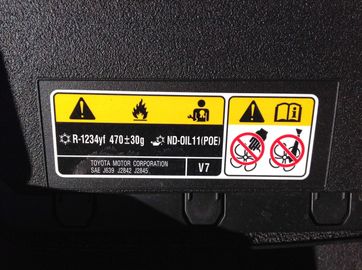 R-1234yf 470±30g ND-OIL11(POE)
TOYOTA MOTOR CORPORATION
SAE J639 J2842 J2845
V7